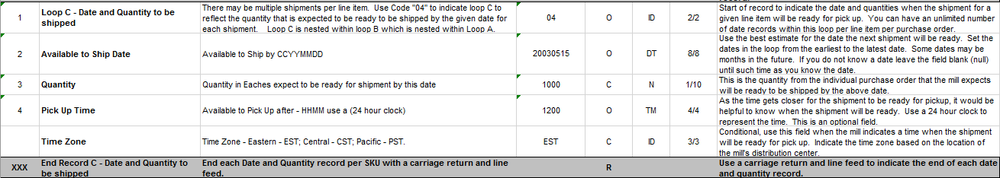 1
Loop C - Date and Quantity to be
shipped
There may be multiple shipments per line item. Use Code "04" to indicate loop C to
reflect the quantity that is expected to be ready to be shipped by the given date for
each shipment. Loop C is nested within loop B which is nested within Loop A.
04
O
ID
2/2
Start of record to indicate the date and quantities when the shipment for a
given line item will be ready for pick up. You can have an unlimited number
of date records within this loop per line item per purchase order.
2
Available to Ship Date
Available to Ship by CCYYMMDD
20030515
O
DT
8/8
Use the best estimate for the date the next shipment will be ready. Set the
dates in the loop from the earliest to the latest date. Some dates may be
months in the future. If you do not know a date leave the field blank (null)
until such time as you know the date.
3
Quantity
Quantity in Eaches expect to be ready for shipment by this date
1000
C
N
1/10
This is the quantity from the individual purchase order that the mill expects
will be ready to be shipped by the above date.
4
Pick Up Time
Available to Pick Up after - HHMM use a (24 hour clock)
1200
O
TM
4/4
As the time gets closer for the shipment to be ready for pickup, it would be
helpful to know when the shipment will be ready. Use a 24 hour clock to
represent the time. This is an optional field.
Time Zone
Time Zone - Eastern - EST; Central - CST; Pacific - PST.
EST
C
ID
3/3
Conditional, use this field when the mill indicates a time when the shipment
will be ready for pick up. Indicate the time zone based on the location of
the mill's distribution center.
XXX
End Record C - Date and Quantity to
be shipped
End each Date and Quantity record per SKU with a carriage return and line
feed.
R
Use a carriage return and line feed to indicate the end of each date
and quantity record.